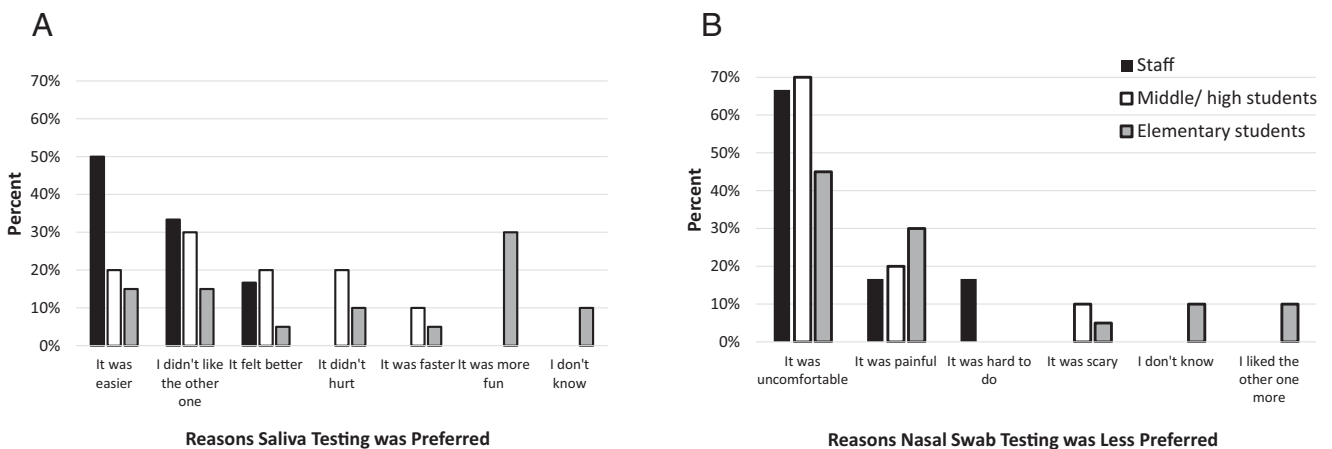 A
70%
60%
50%
40%
30%
20%
10%
0%
Percent
It was easier
I didn't like the other one
It felt better
It didn't hurt
It was faster
It was more fun
I don't know
Reasons Saliva Testing was Preferred
B
Staff
Middle/ high students
Elementary students
70%
60%
50%
40%
30%
20%
10%
0%
Percent
It was uncomfortable
It was painful
It was hard to do
It was scary
I don't know
I liked the other one more
Reasons Nasal Swab Testing was Less Preferred